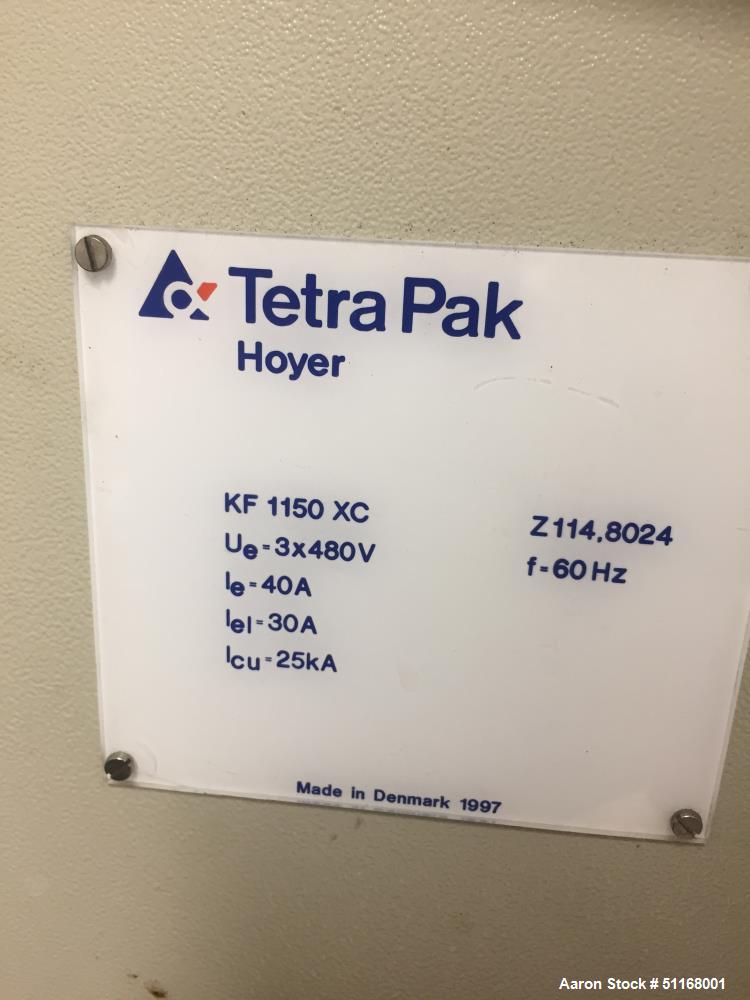 Tetra Pak
Hoyer
KF 1150 XC
Z114.8024
Ue=3x480V
f=60Hz
Ie=40A
Iel=30A
Icu=25kA
Made in Denmark 1997
Aaron Stock # 51168001